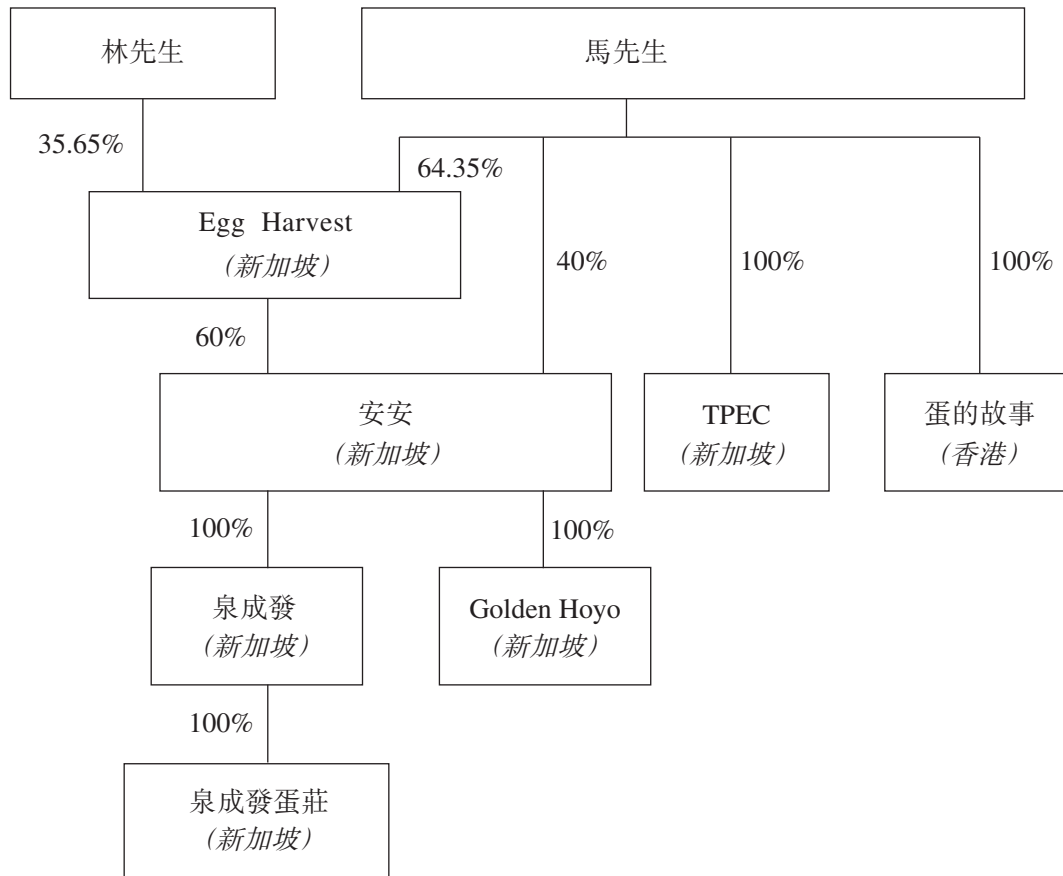 林先生
馬先生
35.65%
64.35%
Egg Harvest
(新加坡)
40%
100%
100%
60%
安安
(新加坡)
TPEC
(新加坡)
蛋的故事
(香港)
100%
100%
泉成發
(新加坡)
Golden Hoyo
(新加坡)
100%
泉成發蛋莊
(新加坡)